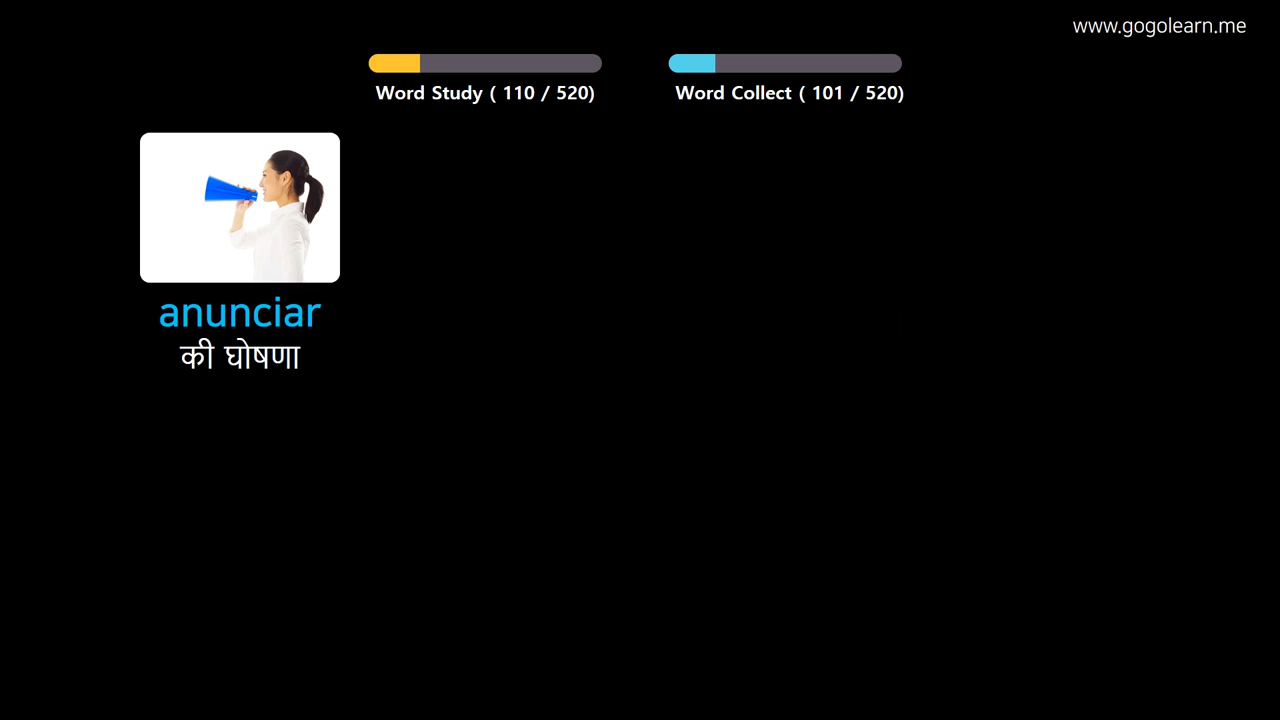 www.gogolearn.me
Word Study ( 110 / 520)
Word Collect ( 101 / 520)
anunciar
की घोषणा